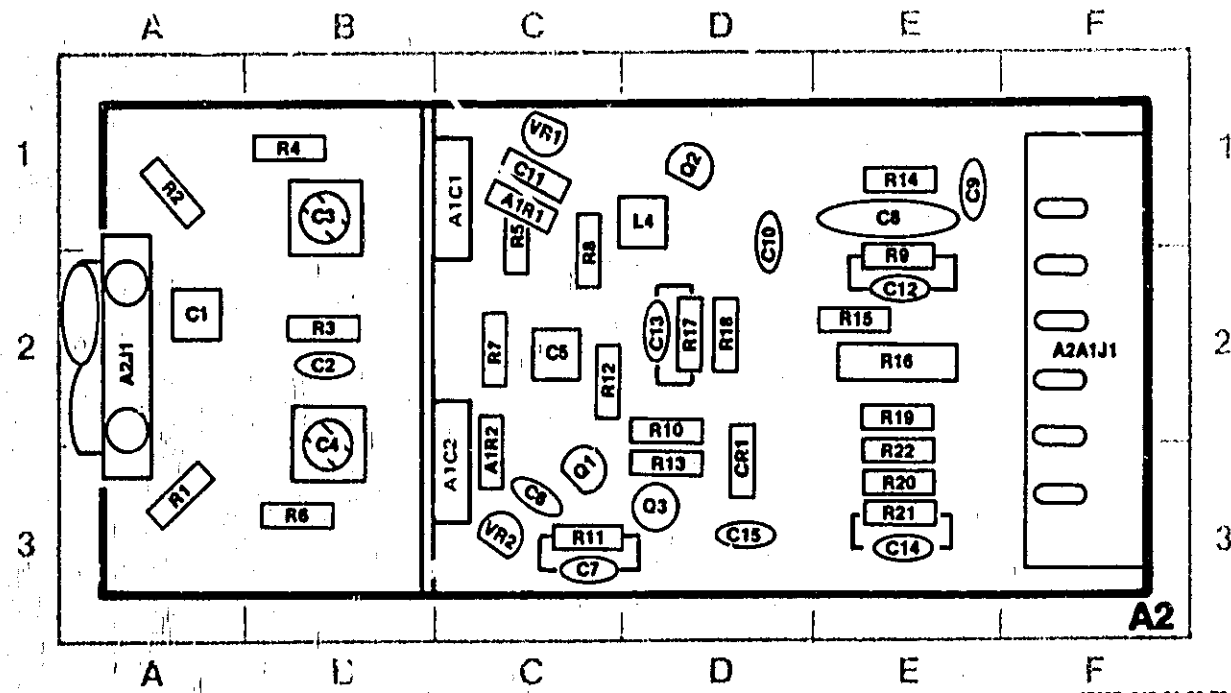 A B C D E F
VR1
1 R4 Q2 1
C11
R2 A1C1 R14 C9
A1R1
C3 L4 C8
R5 R8 C10
R9
C12
C1 R3 C13 R17 R18 R15
2 A2J1 R7 C5 A2A1J1 2
C2 R12 R16
R10 R19
C4 A1R2 R22
A1C2 Q1 R13 CR1
R1 C6 R20
R6 Q3 R21
3 VR2 R11 C15 C14 3
C7
A2
A C D E F